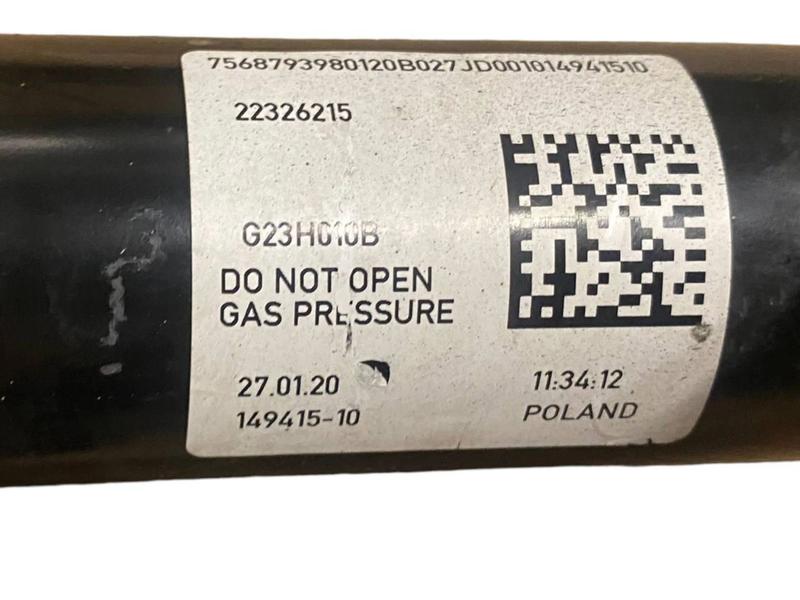 7568793980120B027JD001014941510
22326215
G23H010B
DO NOT OPEN
GAS PRESSURE
27.01.20
11:34:12
149415-10
POLAND